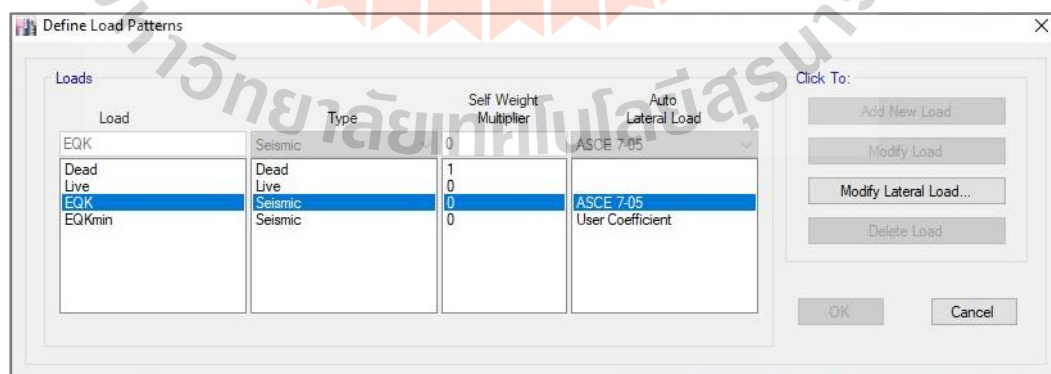 Define Load Patterns
Loads
Click To:
Load Type Self Weight Multiplier Auto Lateral Load
EQK Seismic 0 ASCE 7-05
Dead Dead 1
Live Live 0
EQK Seismic 0 ASCE 7-05
EQKmin Seismic 0 User Coefficient
Add New Load
Modify Load
Modify Lateral Load...
Delete Load
OK Cancel